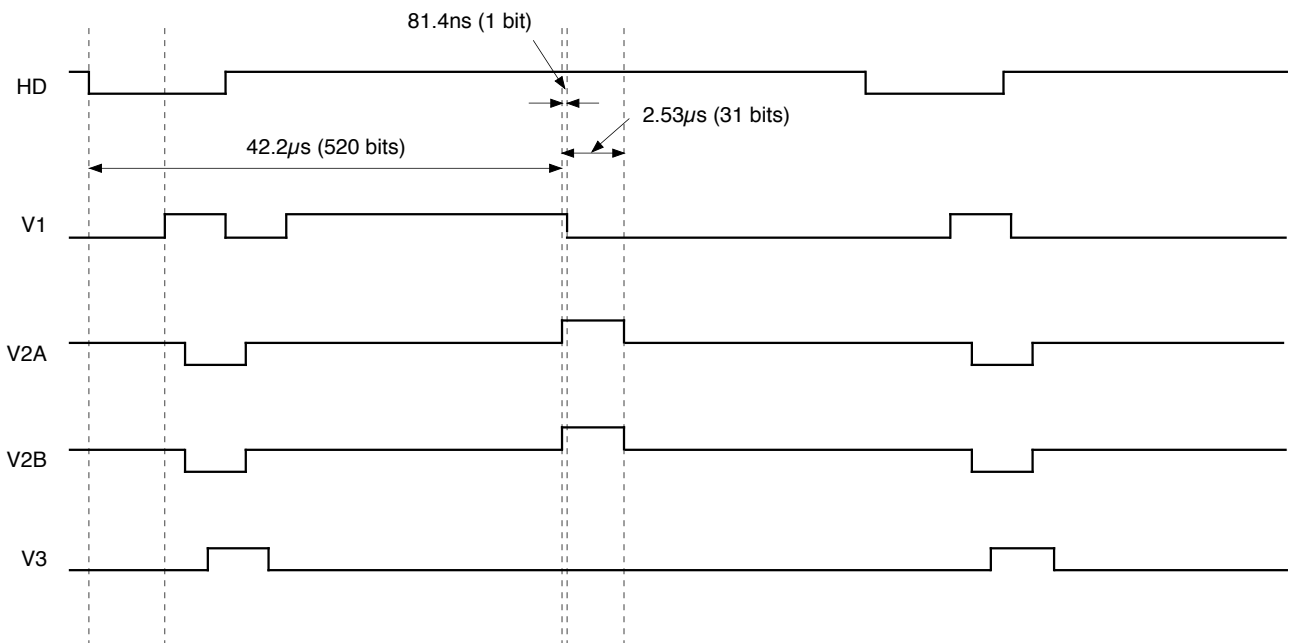 81.4ns (1 bit)
HD
2.53µs (31 bits)
42.2µs (520 bits)
V1
V2A
V2B
V3